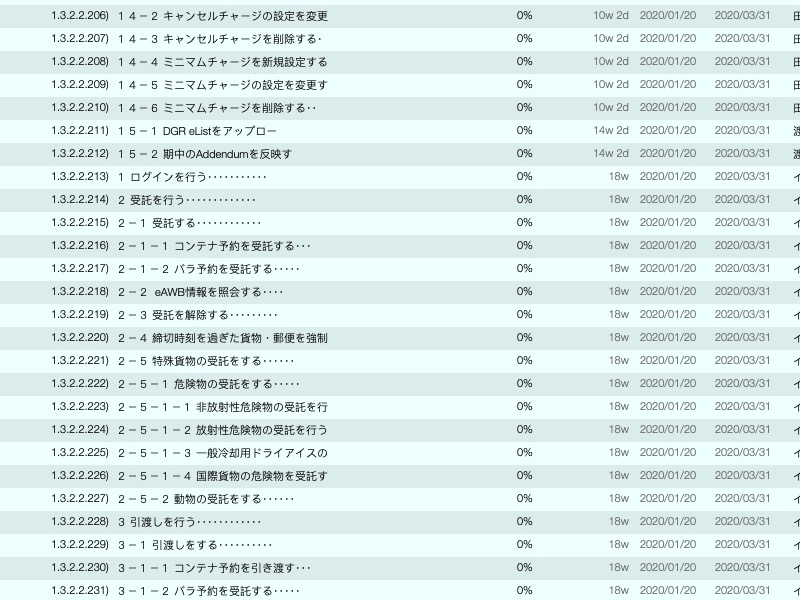 1.3.2.2.206) １４－２ キャンセルチャージの設定を変更 0% 10w 2d 2020/01/20 2020/03/31
1.3.2.2.207) １４－３ キャンセルチャージを削除する･ 0% 10w 2d 2020/01/20 2020/03/31
1.3.2.2.208) １４－４ ミニマムチャージを新規設定する 0% 10w 2d 2020/01/20 2020/03/31
1.3.2.2.209) １４－５ ミニマムチャージの設定を変更す 0% 10w 2d 2020/01/20 2020/03/31
1.3.2.2.210) １４－６ ミニマムチャージを削除する･･ 0% 10w 2d 2020/01/20 2020/03/31
1.3.2.2.211) １５－１ DGR eListをアップロー 0% 14w 2d 2020/01/20 2020/03/31
1.3.2.2.212) １５－２ 期中のAddendumを反映す 0% 14w 2d 2020/01/20 2020/03/31
1.3.2.2.213) １ ログインを行う･･･････････ 0% 18w 2020/01/20 2020/03/31 イ
1.3.2.2.214) ２ 受託を行う･････････････ 0% 18w 2020/01/20 2020/03/31 イ
1.3.2.2.215) ２－１ 受託する････････････ 0% 18w 2020/01/20 2020/03/31 イ
1.3.2.2.216) ２－１－１ コンテナ予約を受託する･･･ 0% 18w 2020/01/20 2020/03/31 イ
1.3.2.2.217) ２－１－２ バラ予約を受託する･････ 0% 18w 2020/01/20 2020/03/31 イ
1.3.2.2.218) ２－２ eAWB情報を照会する････ 0% 18w 2020/01/20 2020/03/31 イ
1.3.2.2.219) ２－３ 受託を解除する･････････ 0% 18w 2020/01/20 2020/03/31 イ
1.3.2.2.220) ２－４ 締切時刻を過ぎた貨物・郵便を強制 0% 18w 2020/01/20 2020/03/31 イ
1.3.2.2.221) ２－５ 特殊貨物の受託をする･･････ 0% 18w 2020/01/20 2020/03/31 イ
1.3.2.2.222) ２－５－１ 危険物の受託をする･････ 0% 18w 2020/01/20 2020/03/31 イ
1.3.2.2.223) ２－５－１－１ 非放射性危険物の受託を行 0% 18w 2020/01/20 2020/03/31 イ
1.3.2.2.224) ２－５－１－２ 放射性危険物の受託を行う 0% 18w 2020/01/20 2020/03/31 イ
1.3.2.2.225) ２－５－１－３ 一般冷却用ドライアイスの 0% 18w 2020/01/20 2020/03/31 イ
1.3.2.2.226) ２－５－１－４ 国際貨物の危険物を受託す 0% 18w 2020/01/20 2020/03/31 イ
1.3.2.2.227) ２－５－２ 動物の受託をする･･････ 0% 18w 2020/01/20 2020/03/31 イ
1.3.2.2.228) ３ 引渡しを行う････････････ 0% 18w 2020/01/20 2020/03/31 イ
1.3.2.2.229) ３－１ 引渡しをする･･････････ 0% 18w 2020/01/20 2020/03/31 イ
1.3.2.2.230) ３－１－１ コンテナ予約を引き渡す･･･ 0% 18w 2020/01/20 2020/03/31 イ
1.3.2.2.231) ３－１－２ バラ予約を受託する･････ 0% 18w 2020/01/20 2020/03/31 イ